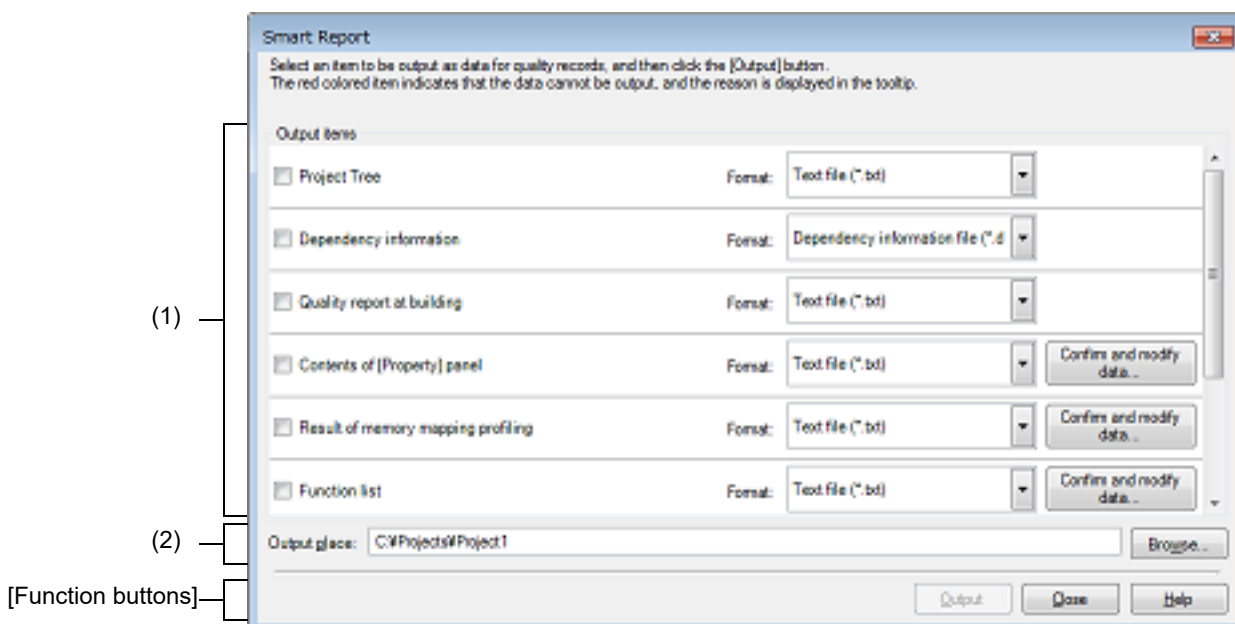 Smart Report
Select an item to be output as data for quality records, and then click the [Output] button.
The red colored item indicates that the data cannot be output, and the reason is displayed in the tooltip.
(1)
Output items
Project Tree Format: Text file (*.txt)
Dependency information Format: Dependency information file (*.d
Quality report at building Format: Text file (*.txt)
Contents of [Property] panel Format: Text file (*.txt) Confirm and modify data...
Result of memory mapping profiling Format: Text file (*.txt) Confirm and modify data...
Function list Format: Text file (*.txt) Confirm and modify data...
(2)
Output place: C:¥Projects¥Project1 Browse...
[Function buttons]
Output Close Help